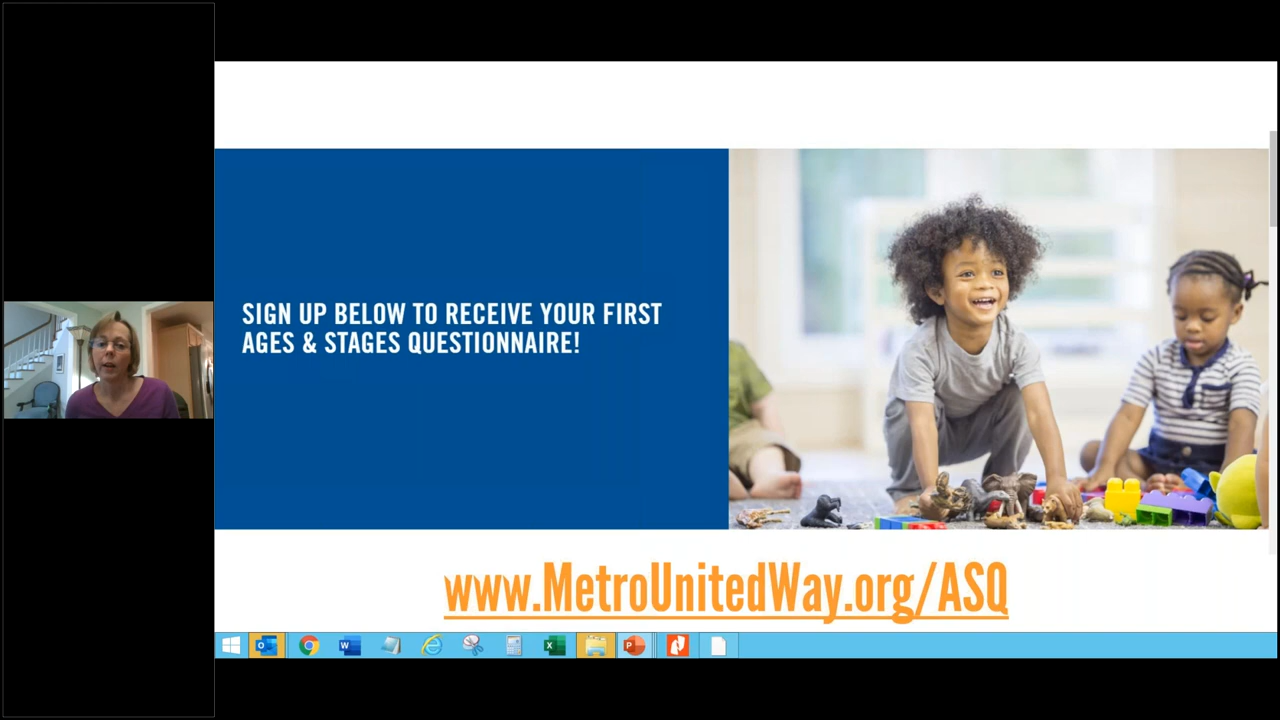 SIGN UP BELOW TO RECEIVE YOUR FIRST
AGES & STAGES QUESTIONNAIRE!
www.MetroUnitedWay.org/ASQ